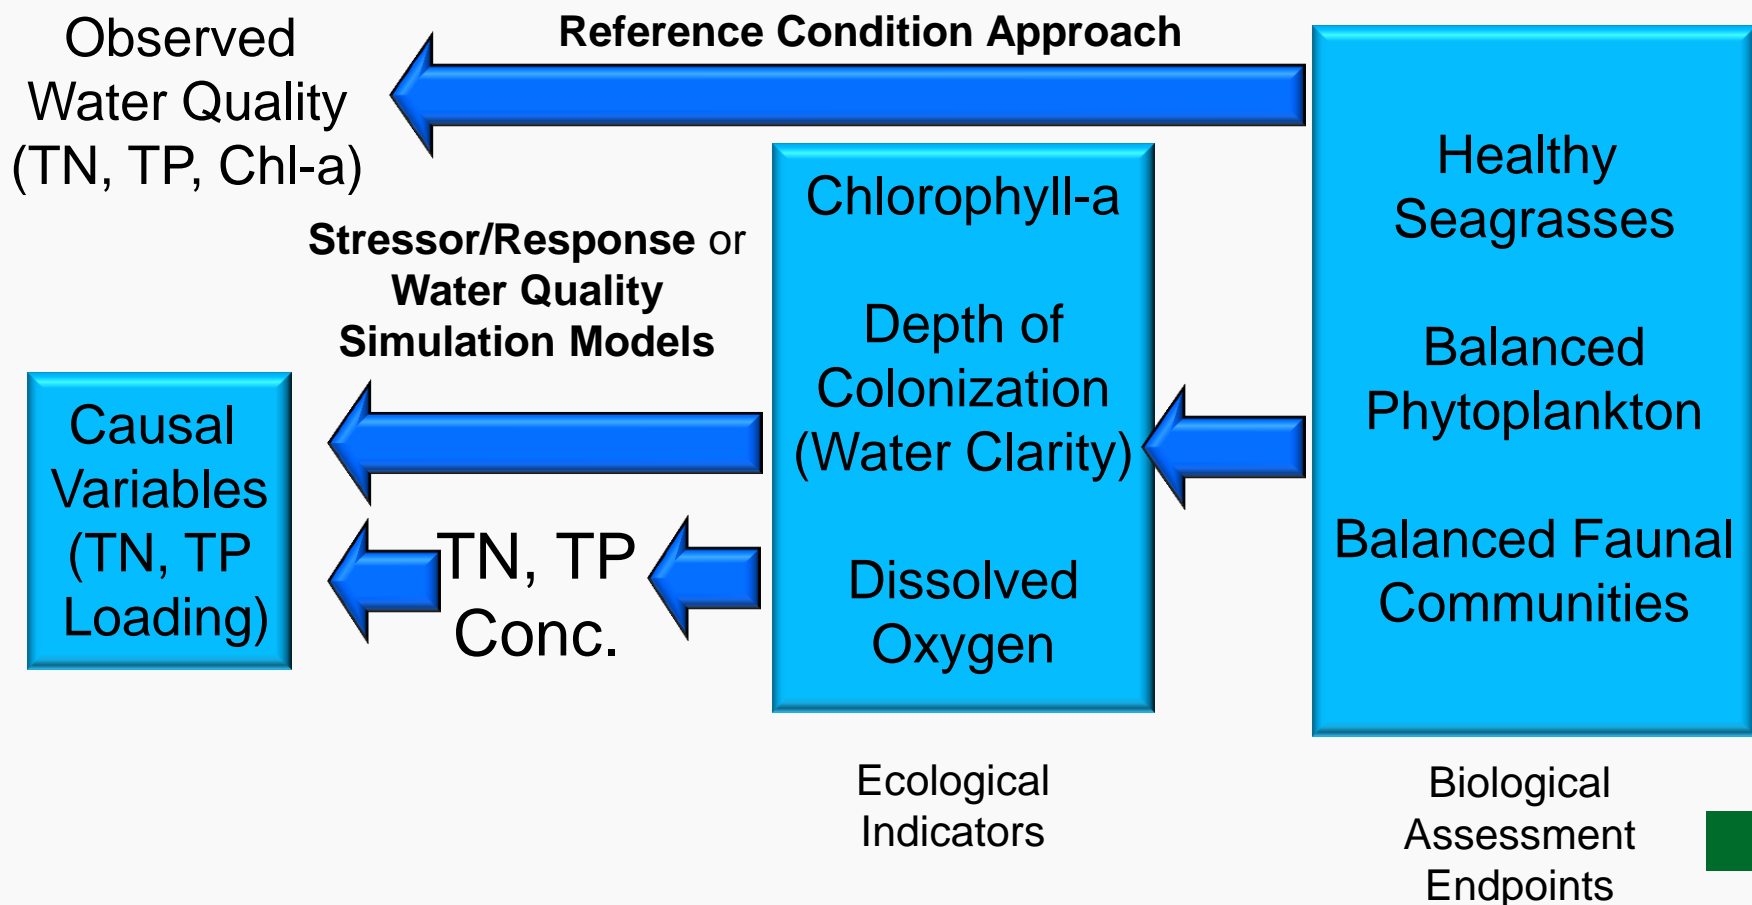 Observed
Water Quality
(TN, TP, Chl-a)
Reference Condition Approach
Stressor/Response or
Water Quality
Simulation Models
Causal
Variables
(TN, TP
Loading)
TN, TP
Conc.
Chlorophyll-a
Depth of
Colonization
(Water Clarity)
Dissolved
Oxygen
Ecological
Indicators
Healthy
Seagrasses
Balanced
Phytoplankton
Balanced Faunal
Communities
Biological
Assessment
Endpoints